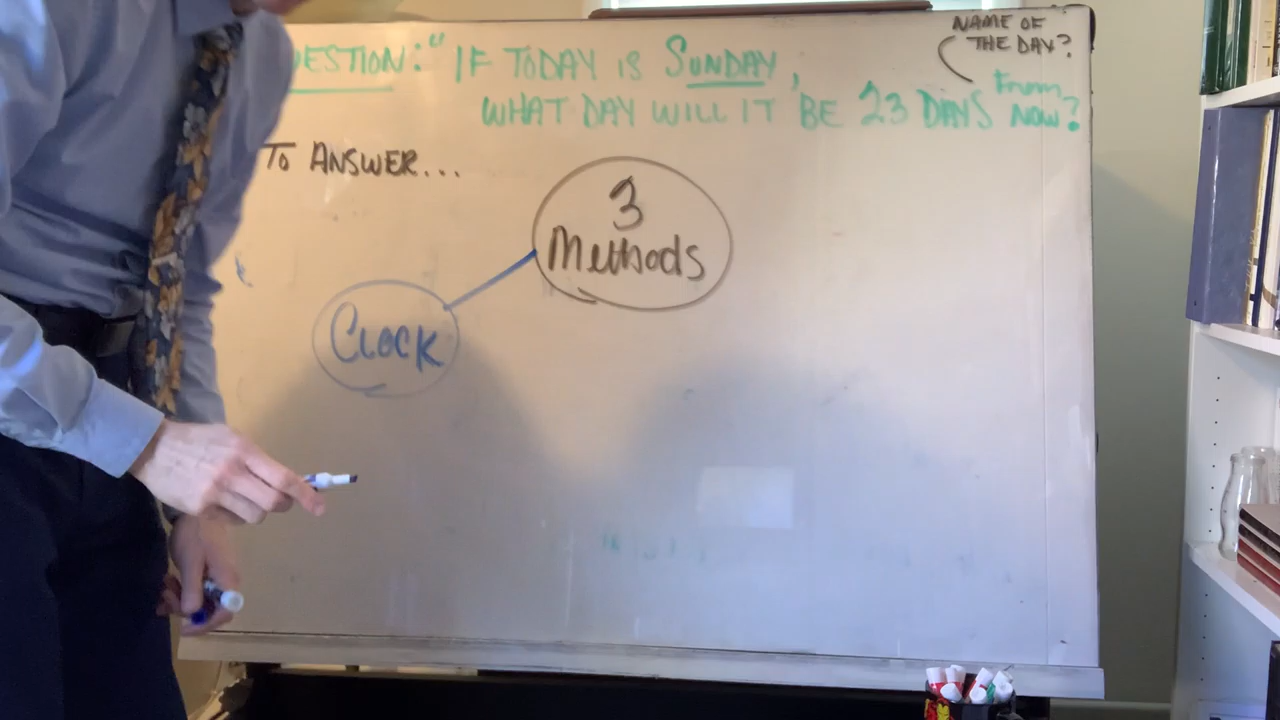 ESTION: "IF TODAY IS SUNDAY,
WHAT DAY WILL IT BE 23 DAYS From NOW?
NAME OF
THE DAY?
TO ANSWER...
3
Methods
CLOCK